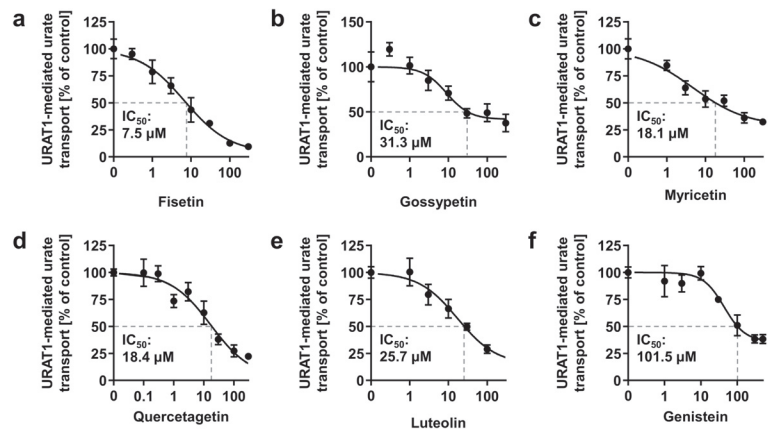 a
URAT1-mediated urate
transport [% of control]
125
100
75
50
25
0
IC50:
7.5 µM
0 1 10 100
Fisetin
b
URAT1-mediated urate
transport [% of control]
150
100
50
0
IC50:
31.3 µM
0 1 10 100
Gossypetin
c
URAT1-mediated urate
transport [% of control]
125
100
75
50
25
0
IC50:
18.1 µM
0 1 10 100
Myricetin
d
URAT1-mediated urate
transport [% of control]
125
100
75
50
25
0
IC50:
18.4 µM
0 0.1 1 10 100
Quercetagetin
e
URAT1-mediated urate
transport [% of control]
125
100
75
50
25
0
IC50:
25.7 µM
0 1 10 100
Luteolin
f
URAT1-mediated urate
transport [% of control]
125
100
75
50
25
0
IC50:
101.5 µM
0 1 10 100
Genistein